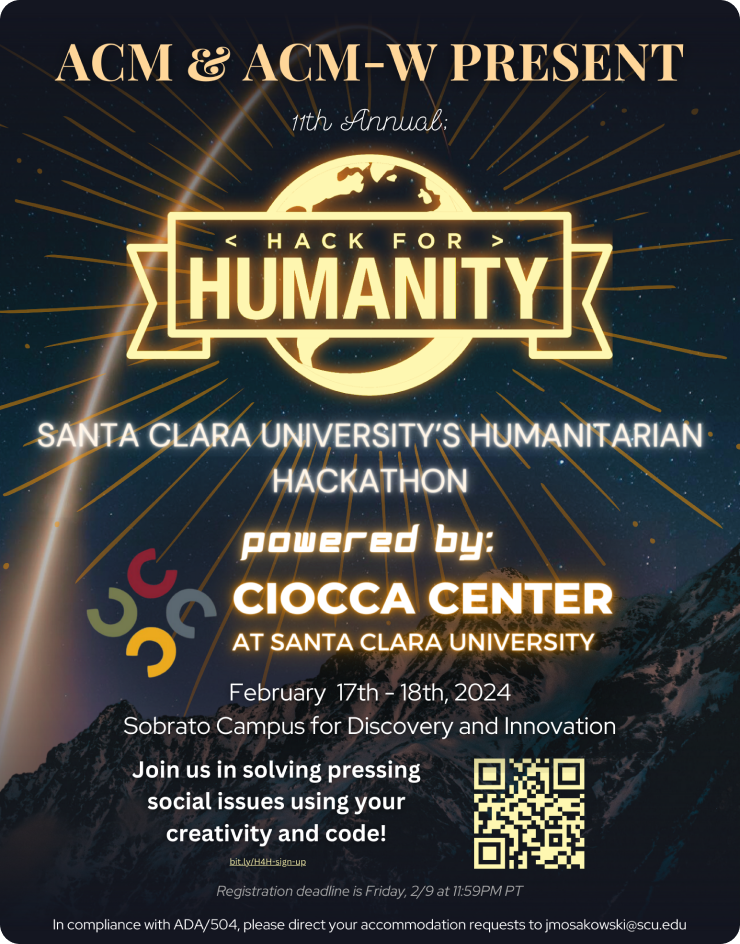 ACM & ACM-W PRESENT
11th Annual:
< HACK FOR >
HUMANITY
SANTA CLARA UNIVERSITY'S HUMANITARIAN
HACKATHON
powered by:
CIOCCA CENTER
AT SANTA CLARA UNIVERSITY
February 17th - 18th, 2024
Sobrato Campus for Discovery and Innovation
Join us in solving pressing
social issues using your
creativity and code!
bit.ly/H4H-sign-up
Registration deadline is Friday, 2/9 at 11:59PM PT
In compliance with ADA/504, please direct your accommodation requests to jmosakowski@scu.edu